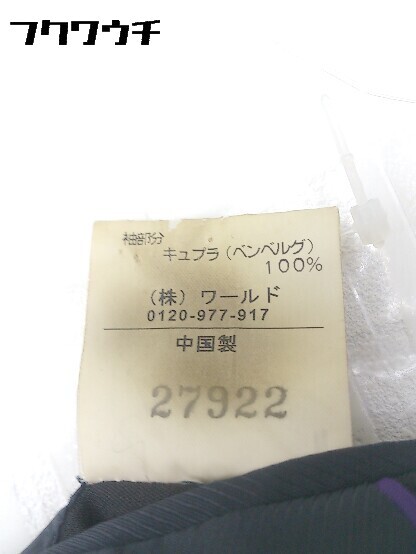 フクワウチ
袖部分
キュプラ(ベンベルグ)
100%
(株) ワールド
0120-977-917
中国製
27922